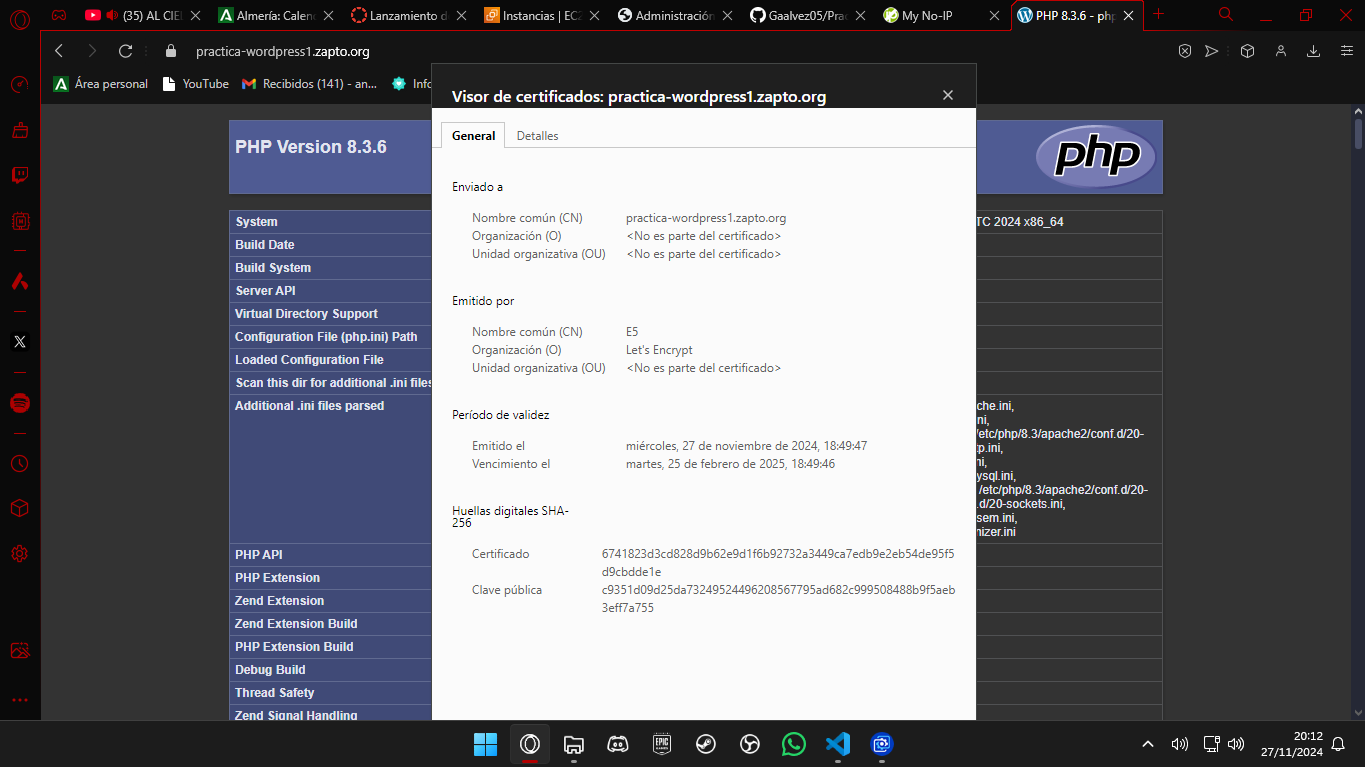 (35) AL CIE
Almería: Calen
Lanzamiento d
Instancias | EC2
Administración
Gaalvez05/Prac
My No-IP
PHP 8.3.6 - php
practica-wordpress1.zapto.org
Área personal
YouTube
Recibidos (141) - an...
Info
Visor de certificados: practica-wordpress1.zapto.org
General
Detalles
PHP Version 8.3.6
php
Enviado a
Nombre común (CN) practica-wordpress1.zapto.org
Organización (O) <No es parte del certificado>
Unidad organizativa (OU) <No es parte del certificado>
Emitido por
Nombre común (CN) E5
Organización (O) Let's Encrypt
Unidad organizativa (OU) <No es parte del certificado>
Período de validez
Emitido el miércoles, 27 de noviembre de 2024, 18:49:47
Vencimiento el martes, 25 de febrero de 2025, 18:49:46
Huellas digitales SHA-
256
Certificado 6741823d3cd828d9b62e9d1f6b92732a3449ca7edb9e2eb54de95f5
d9cbdde1e
Clave pública c9351d09d25da73249524496208567795ad682c999508488b9f5aeb
3eff7a755
System
TC 2024 x86_64
Build Date
Build System
Server API
Virtual Directory Support
Configuration File (php.ini) Path
Loaded Configuration File
Scan this dir for additional .ini files
Additional .ini files parsed
che.ini,
ni,
/etc/php/8.3/apache2/conf.d/20-
tp.ini,
ni,
ysql.ini,
/etc/php/8.3/apache2/conf.d/20-
.d/20-sockets.ini,
sem.ini,
nizer.ini
PHP API
PHP Extension
Zend Extension
Zend Extension Build
PHP Extension Build
Debug Build
Thread Safety
Zend Signal Handling
EPIC
GAMES
20:12
27/11/2024